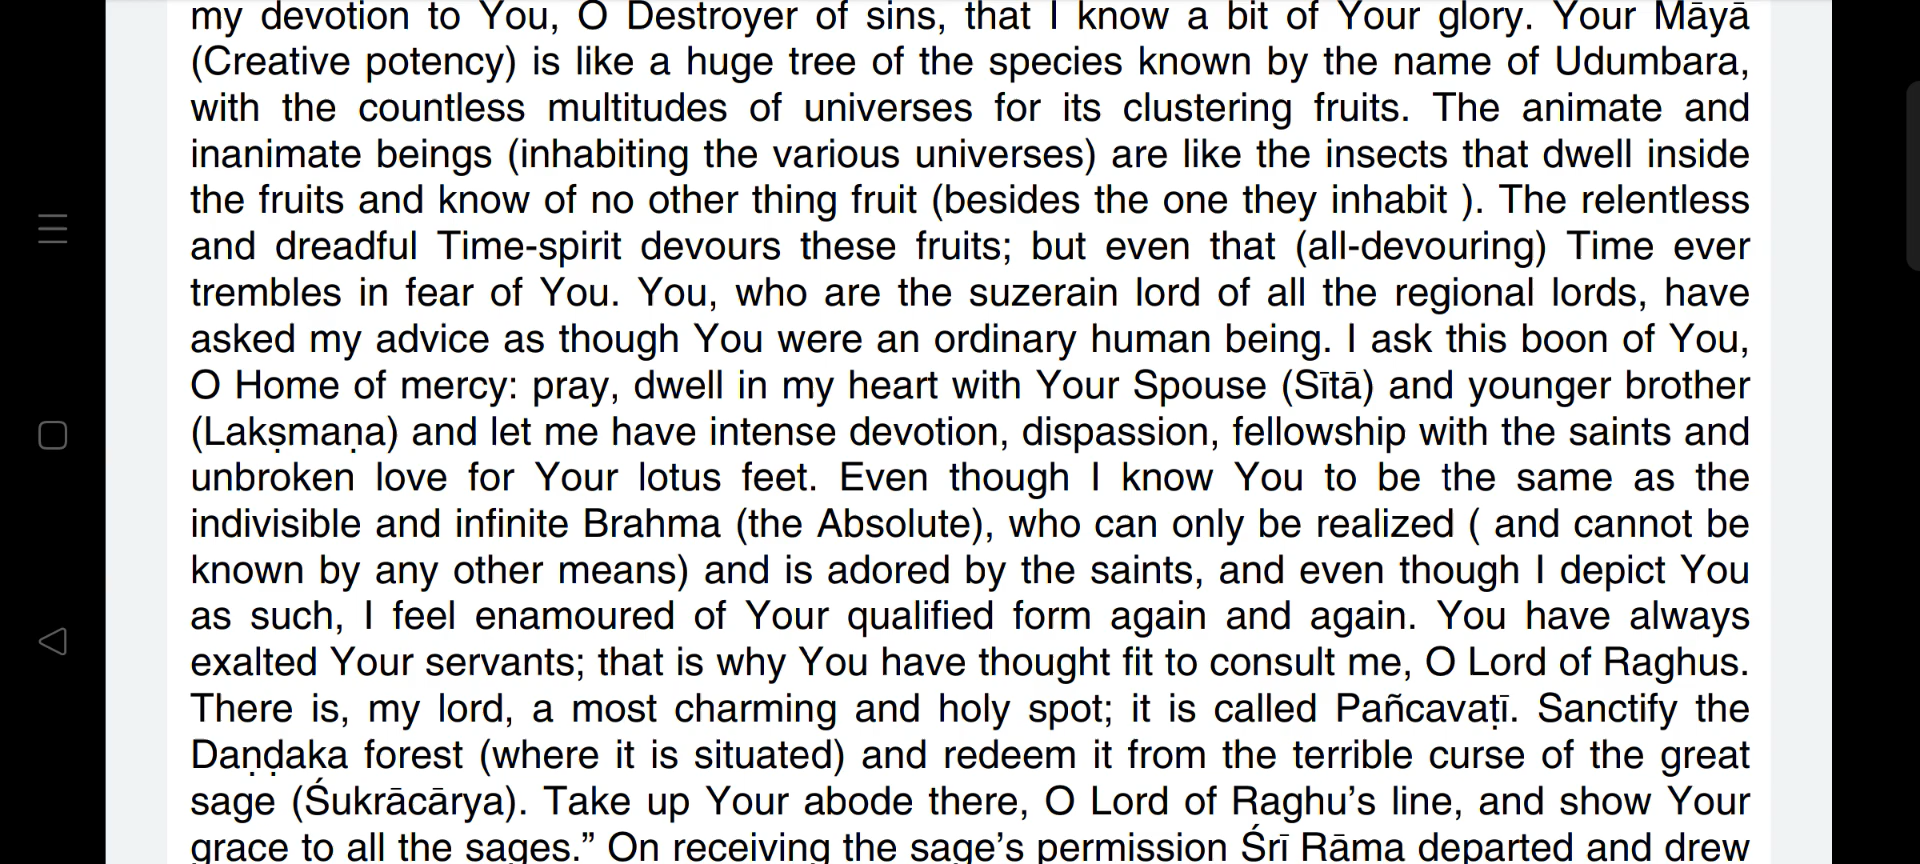 my devotion to You, O Destroyer of sins, that I know a bit of Your glory. Your Māyā
(Creative potency) is like a huge tree of the species known by the name of Udumbara,
with the countless multitudes of universes for its clustering fruits. The animate and
inanimate beings (inhabiting the various universes) are like the insects that dwell inside
the fruits and know of no other thing fruit (besides the one they inhabit ). The relentless
and dreadful Time-spirit devours these fruits; but even that (all-devouring) Time ever
trembles in fear of You. You, who are the suzerain lord of all the regional lords, have
asked my advice as though You were an ordinary human being. I ask this boon of You,
O Home of mercy: pray, dwell in my heart with Your Spouse (Sītā) and younger brother
(Lakṣmaṇa) and let me have intense devotion, dispassion, fellowship with the saints and
unbroken love for Your lotus feet. Even though I know You to be the same as the
indivisible and infinite Brahma (the Absolute), who can only be realized ( and cannot be
known by any other means) and is adored by the saints, and even though I depict You
as such, I feel enamoured of Your qualified form again and again. You have always
exalted Your servants; that is why You have thought fit to consult me, O Lord of Raghus.
There is, my lord, a most charming and holy spot; it is called Pañcavaṭī. Sanctify the
Daṇḍaka forest (where it is situated) and redeem it from the terrible curse of the great
sage (Śukrācārya). Take up Your abode there, O Lord of Raghu’s line, and show Your
grace to all the sages.” On receiving the sage’s permission Śrī Rāma departed and drew